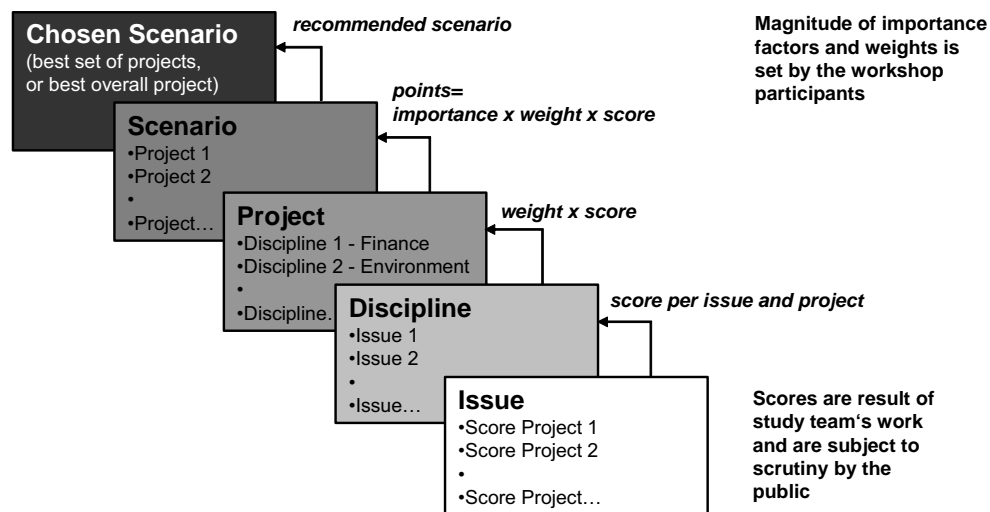 Chosen Scenario
(best set of projects,
or best overall project)
recommended scenario
Magnitude of importance
factors and weights is
set by the workshop
participants
points=
importance x weight x score
Scenario
•Project 1
•Project 2
•
•Project…
weight x score
Project
•Discipline 1 - Finance
•Discipline 2 - Environment
•
•Discipline…
score per issue and project
Discipline
•Issue 1
•Issue 2
•
•Issue…
Issue
•Score Project 1
•Score Project 2
•
•Score Project…
Scores are result of
study team‘s work
and are subject to
scrutiny by the
public